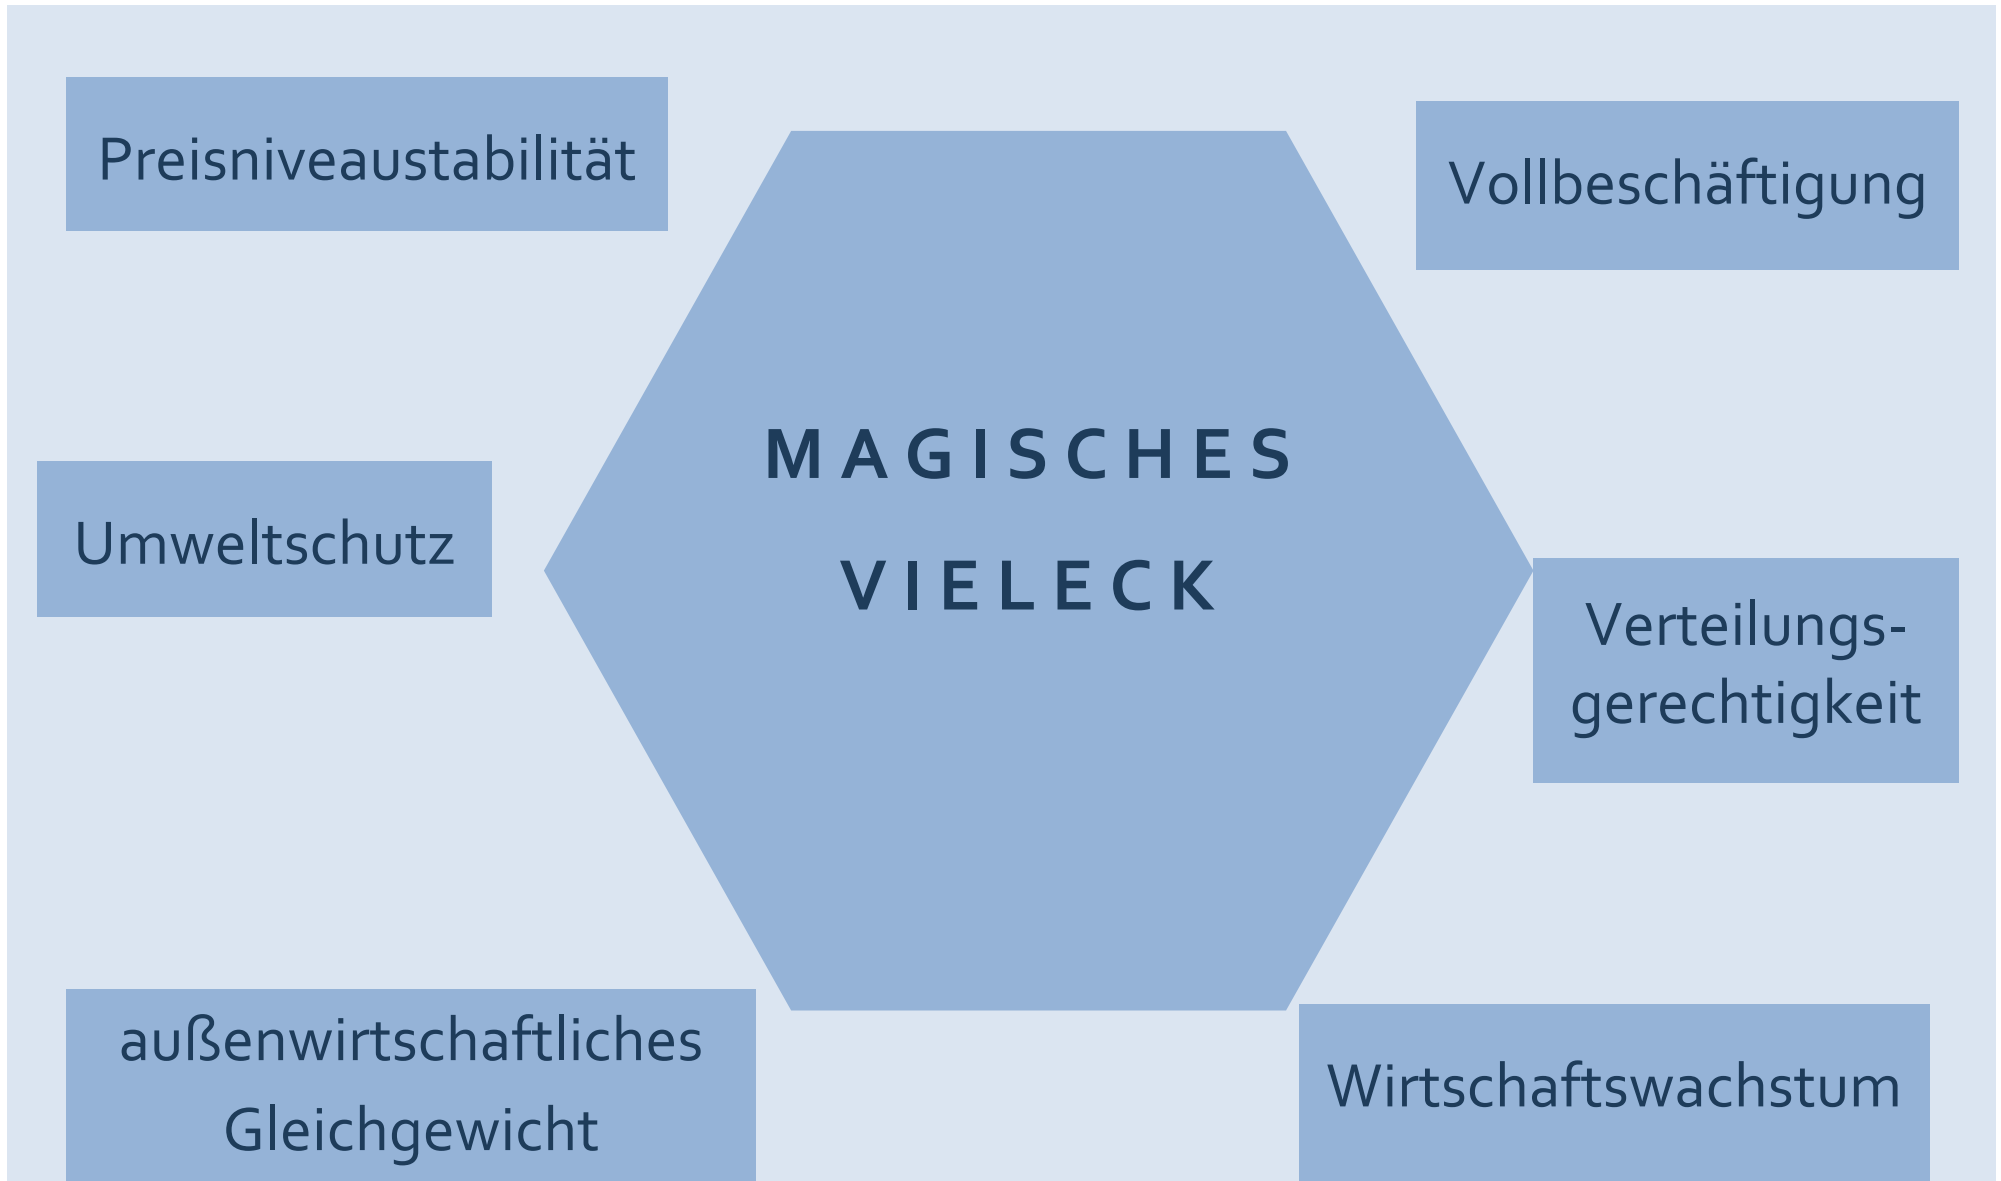 Preisniveaustabilität
Vollbeschäftigung
MAGISCHES
VIELECK
Umweltschutz
Verteilungs-
gerechtigkeit
außenwirtschaftliches
Gleichgewicht
Wirtschaftswachstum